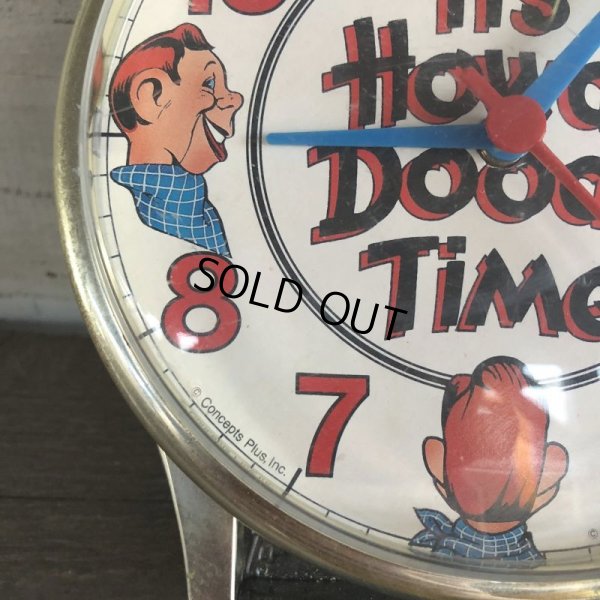 It's
Howd
Dood
Time
8
SOLD OUT
7
© Concepts Plus, Inc.
©